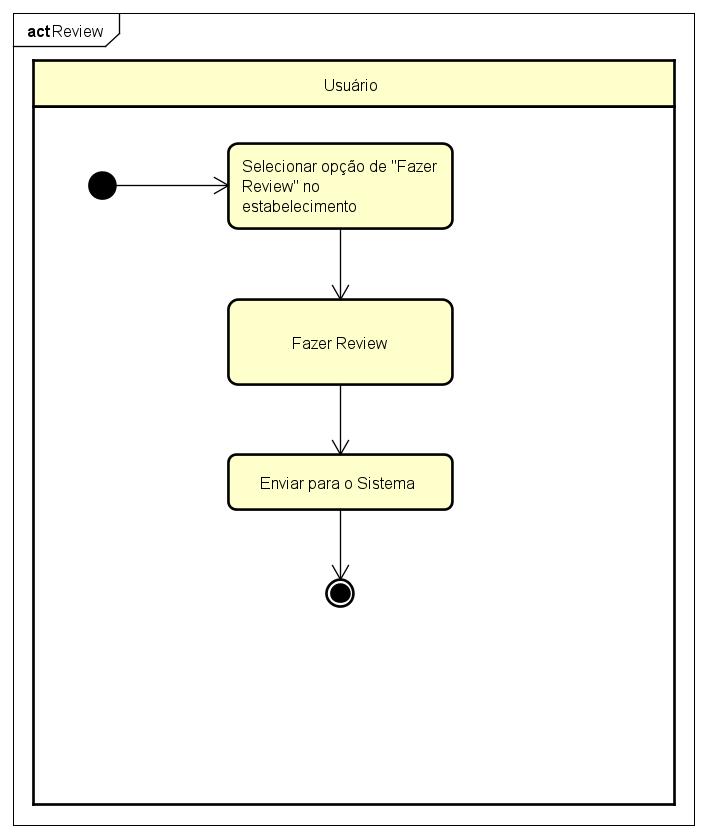 act Review
Usuário
Selecionar opção de "Fazer
Review" no
estabelecimento
Fazer Review
Enviar para o Sistema